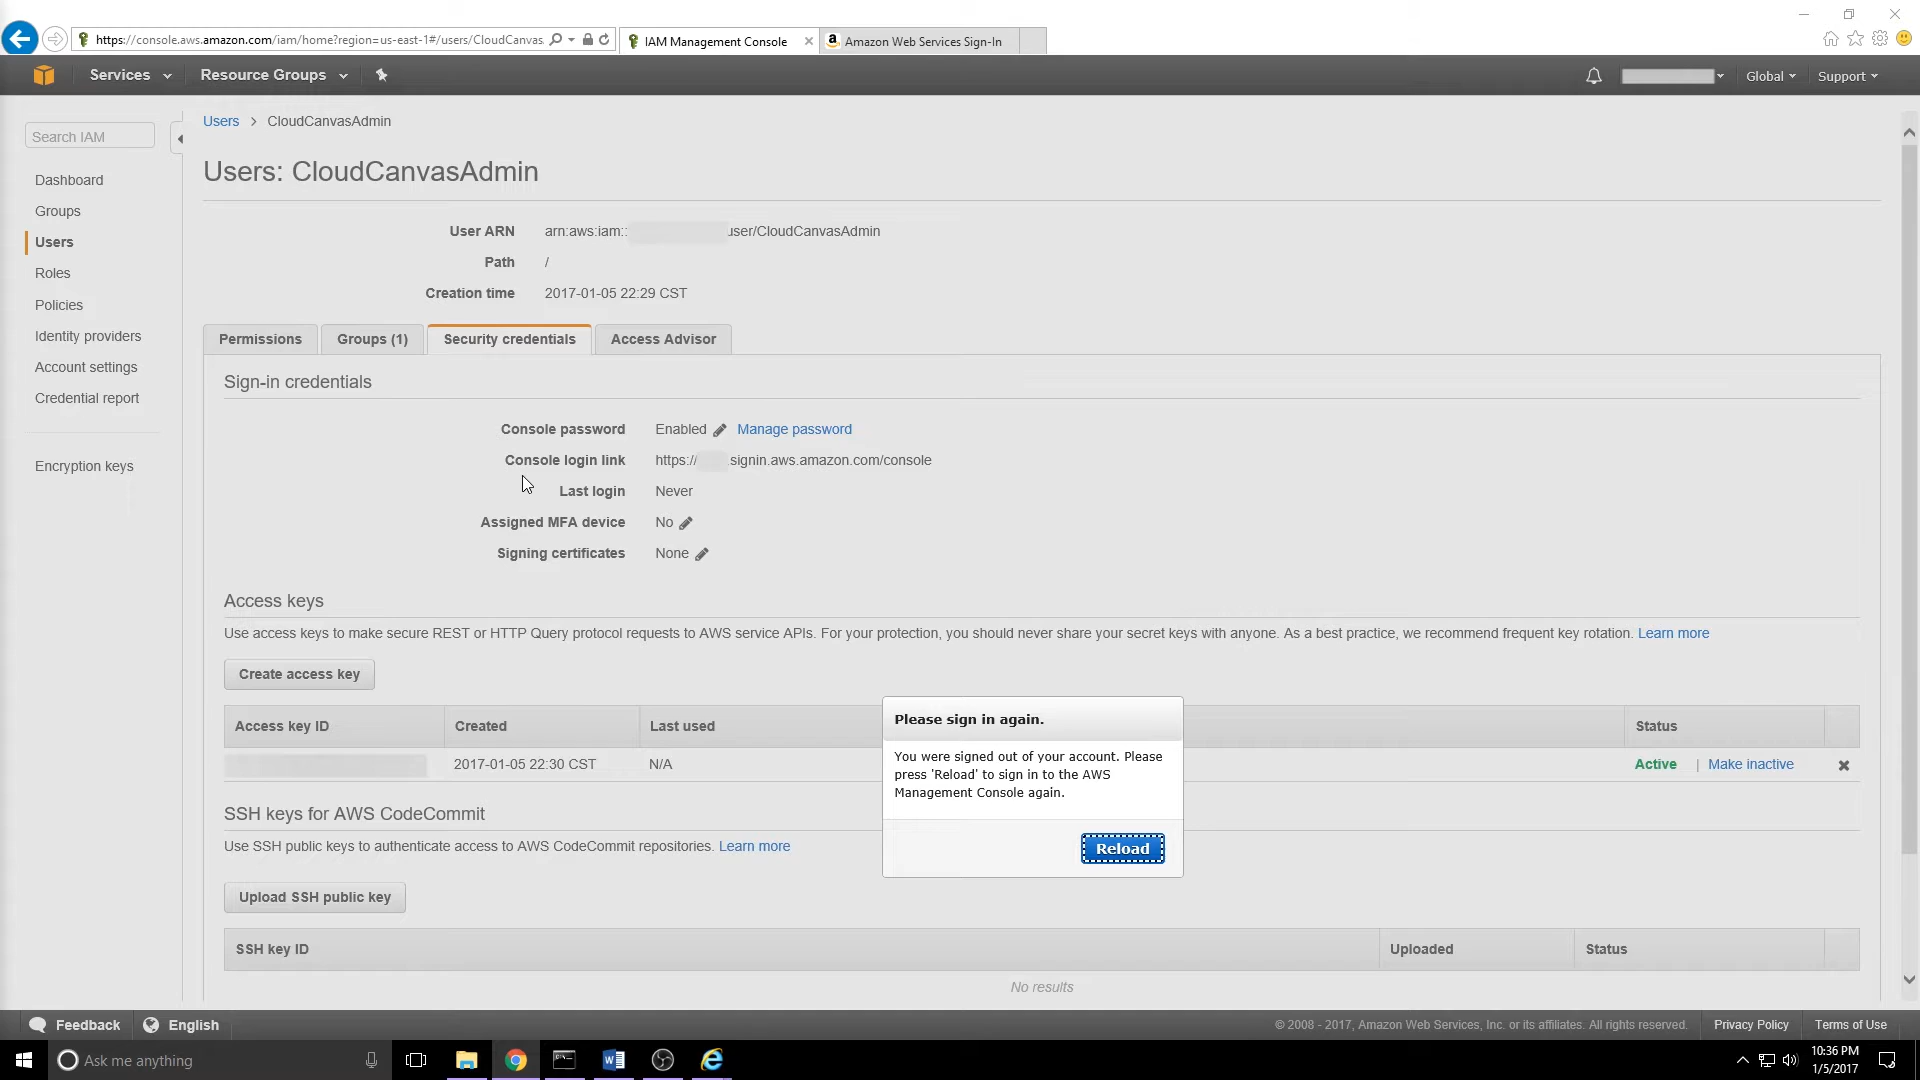 https://console.aws.amazon.com/iam/home?region=us-east-1#/users/CloudCanvas.
IAM Management Console
a
Amazon Web Services Sign-In
Services
Resource Groups
Global
Support
Search IAM
Dashboard
Groups
Users
Roles
Policies
Identity providers
Account settings
Credential report
Encryption keys
Users > CloudCanvasAdmin
Users: CloudCanvasAdmin
User ARN arn:aws:iam:: user/CloudCanvasAdmin
Path /
Creation time 2017-01-05 22:29 CST
Permissions Groups (1) Security credentials Access Advisor
Sign-in credentials
Console password Enabled Manage password
Console login link https:// .signin.aws.amazon.com/console
Last login Never
Assigned MFA device No
Signing certificates None
Access keys
Use access keys to make secure REST or HTTP Query protocol requests to AWS service APIs. For your protection, you should never share your secret keys with anyone. As a best practice, we recommend frequent key rotation. Learn more
Create access key
Access key ID Created Last used Status
2017-01-05 22:30 CST N/A Active | Make inactive
Please sign in again.
You were signed out of your account. Please
press 'Reload' to sign in to the AWS
Management Console again.
Reload
SSH keys for AWS CodeCommit
Use SSH public keys to authenticate access to AWS CodeCommit repositories. Learn more
Upload SSH public key
SSH key ID Uploaded Status
No results
Feedback
English
© 2008 - 2017, Amazon Web Services, Inc. or its affiliates. All rights reserved.
Privacy Policy
Terms of Use
Ask me anything
10:36 PM
1/5/2017